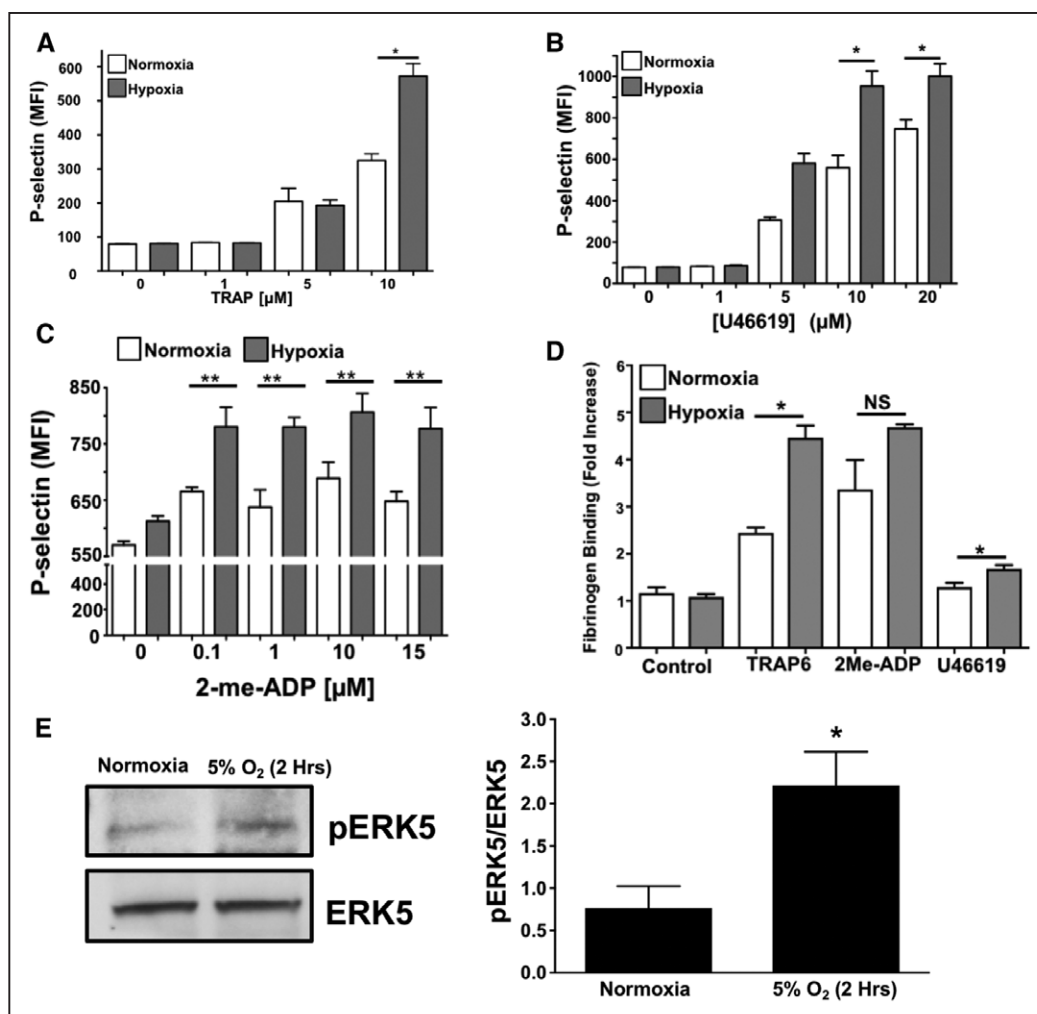 A
P-selectin (MFI)
600
500
400
300
200
100
0
Normoxia
Hypoxia
*
0 1 5 10
TRAP [µM]
B
P-selectin (MFI)
1000
800
600
400
200
0
Normoxia
Hypoxia
* *
0 1 5 10 20
[U46619] (µM)
C
Normoxia Hypoxia
P-selectin (MFI)
850
750
650
550
400
200
0
** ** ** **
0 0.1 1 10 15
2-me-ADP [µM]
D
Fibrinogen Binding (Fold Increase)
6
5
4
3
2
1
0
Normoxia
Hypoxia
* NS *
Control TRAP6 2Me-ADP U46619
E
Normoxia 5% O₂ (2 Hrs)
pERK5
ERK5
pERK5/ERK5
3.0
2.5
2.0
1.5
1.0
0.5
0.0
*
Normoxia 5% O₂ (2 Hrs)